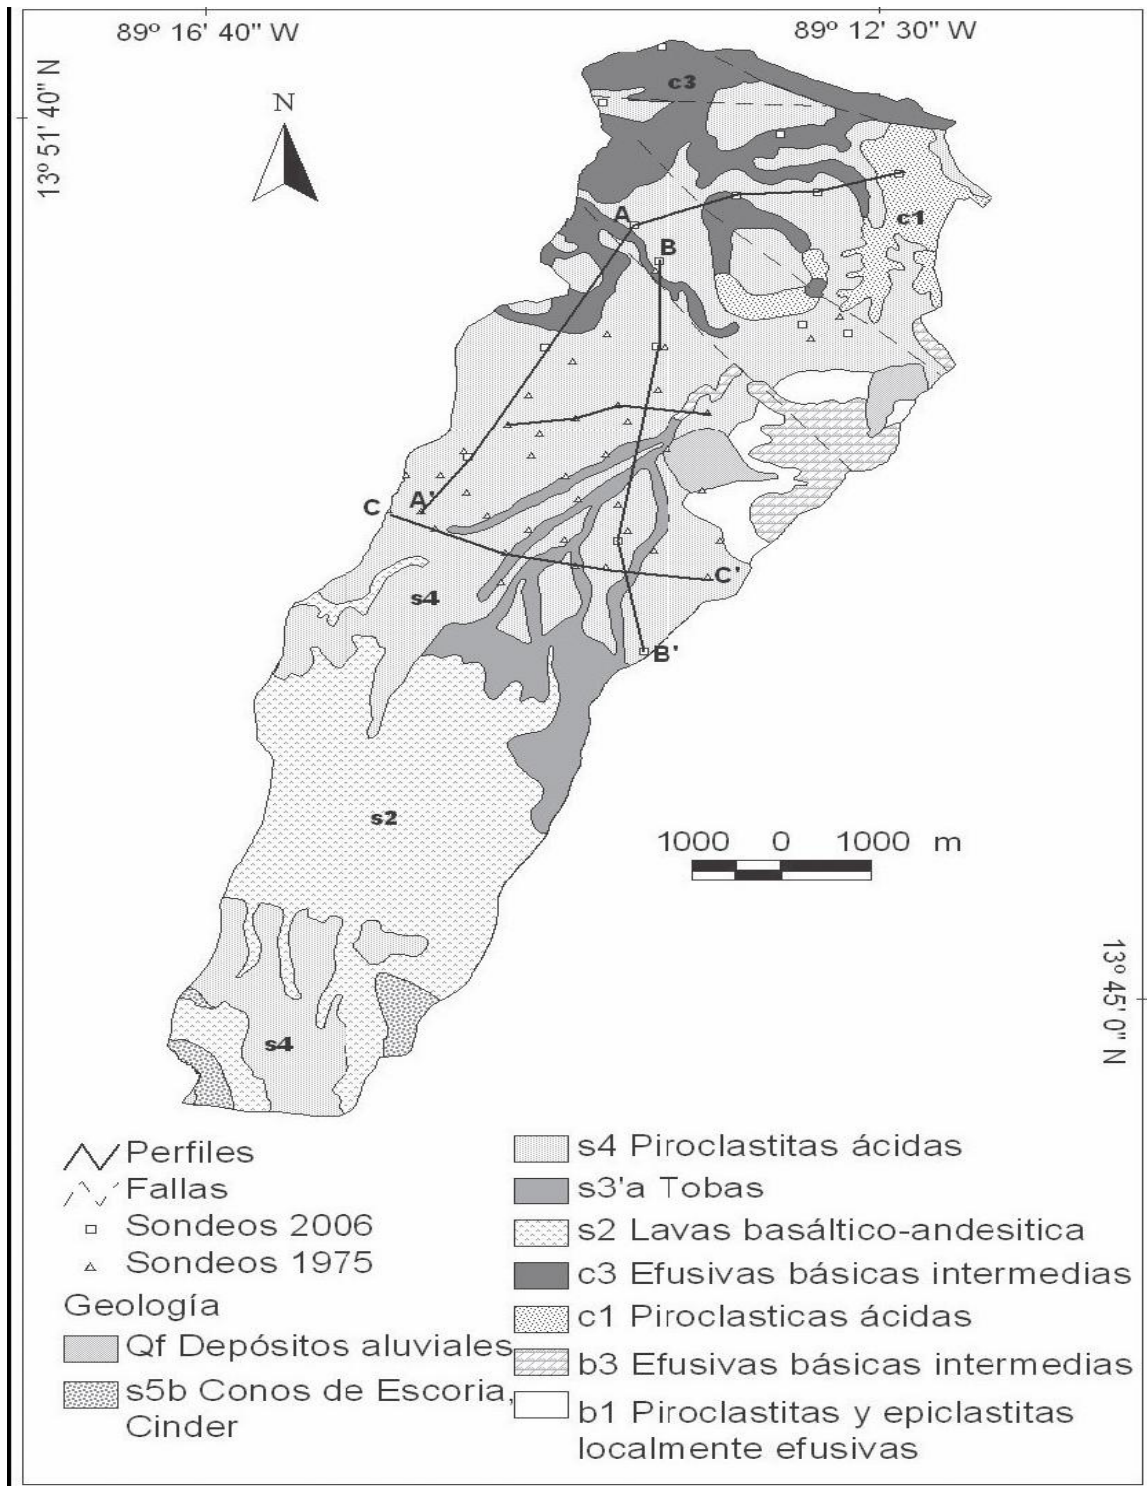 89º 16' 40" W
89º 12' 30" W
13º 51' 40" N
N
c3
c1
A
B
A'
C
C'
s4
B'
s2
1000 0 1000 m
13º 45' 0" N
s4
Perfiles
Fallas
Sondeos 2006
Sondeos 1975
Geología
Qf Depósitos aluviales
s5b Conos de Escoria,
Cinder
s4 Piroclastitas ácidas
s3'a Tobas
s2 Lavas basáltico-andesitica
c3 Efusivas básicas intermedias
c1 Piroclasticas ácidas
b3 Efusivas básicas intermedias
b1 Piroclastitas y epiclastitas
localmente efusivas